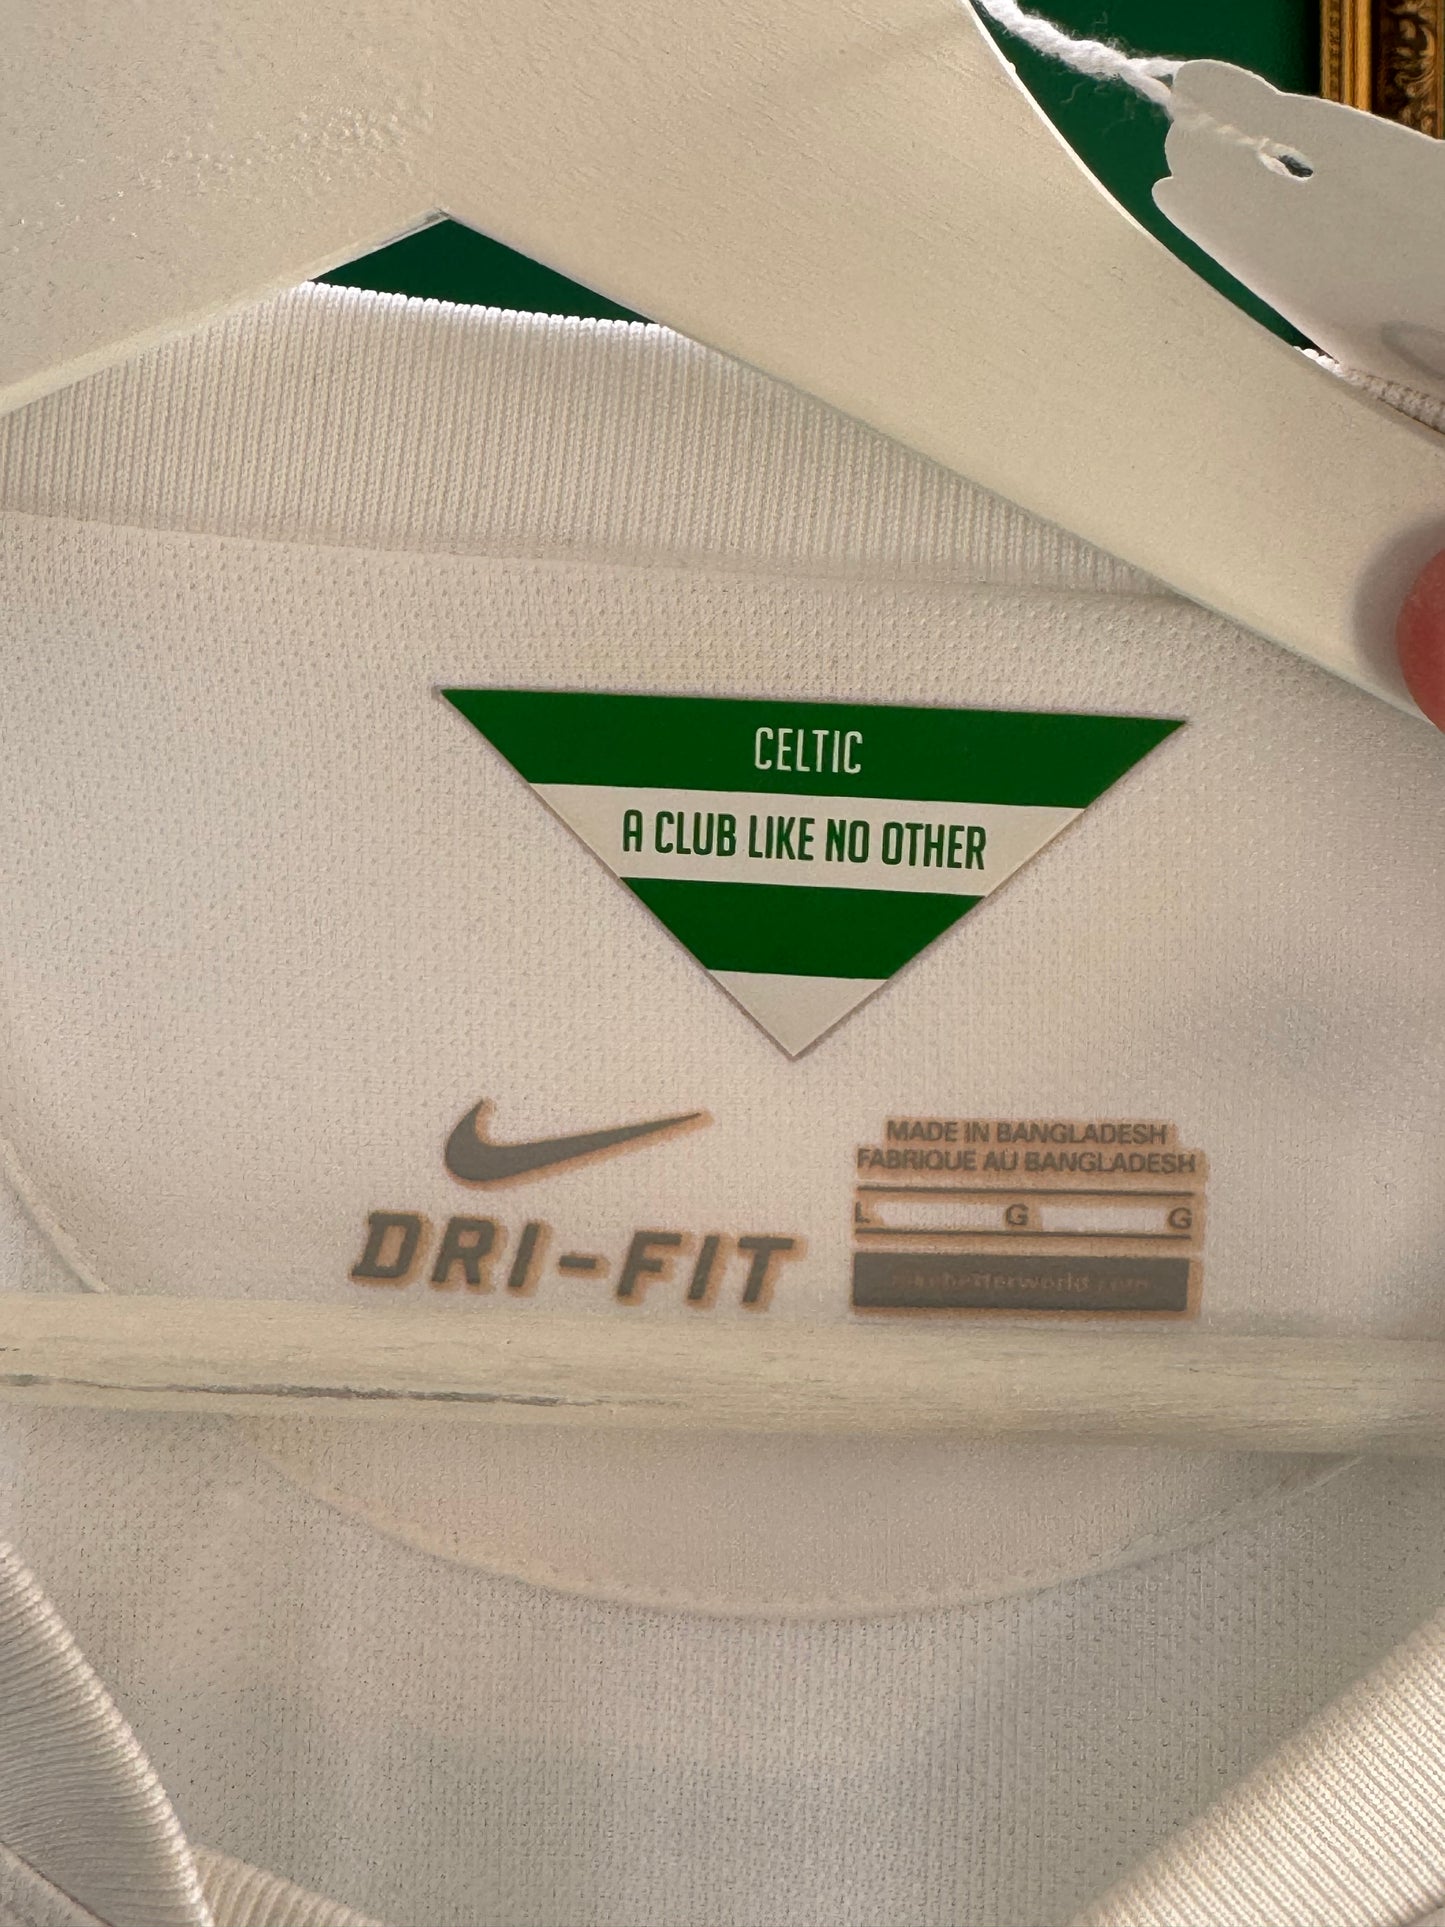 CELTIC
A CLUB LIKE NO OTHER
DRI-FIT
MADE IN BANGLADESH
FABRIQUE AU BANGLADESH
L G G